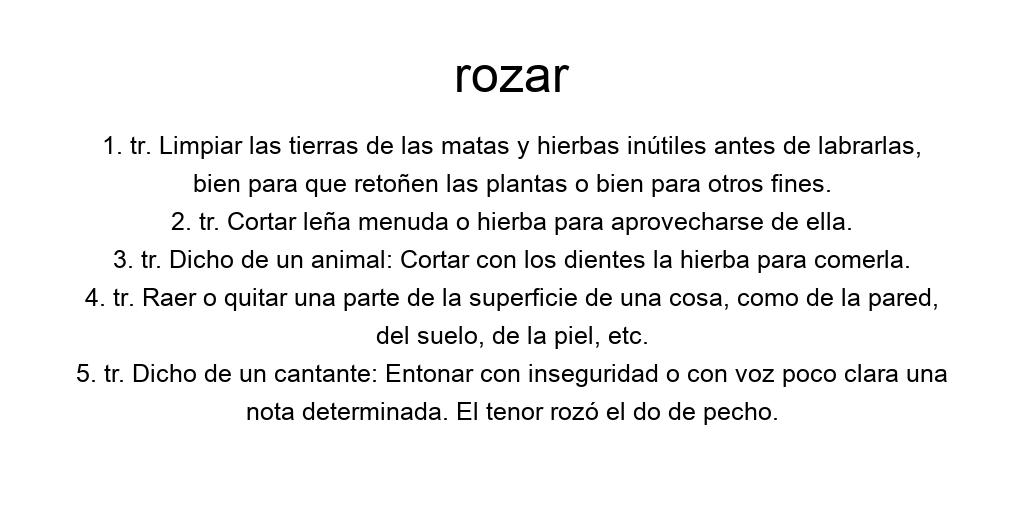 rozar
1. tr. Limpiar las tierras de las matas y hierbas inútiles antes de labrarlas,
bien para que retoñen las plantas o bien para otros fines.
2. tr. Cortar leña menuda o hierba para aprovecharse de ella.
3. tr. Dicho de un animal: Cortar con los dientes la hierba para comerla.
4. tr. Raer o quitar una parte de la superficie de una cosa, como de la pared,
del suelo, de la piel, etc.
5. tr. Dicho de un cantante: Entonar con inseguridad o con voz poco clara una
nota determinada. El tenor rozó el do de pecho.